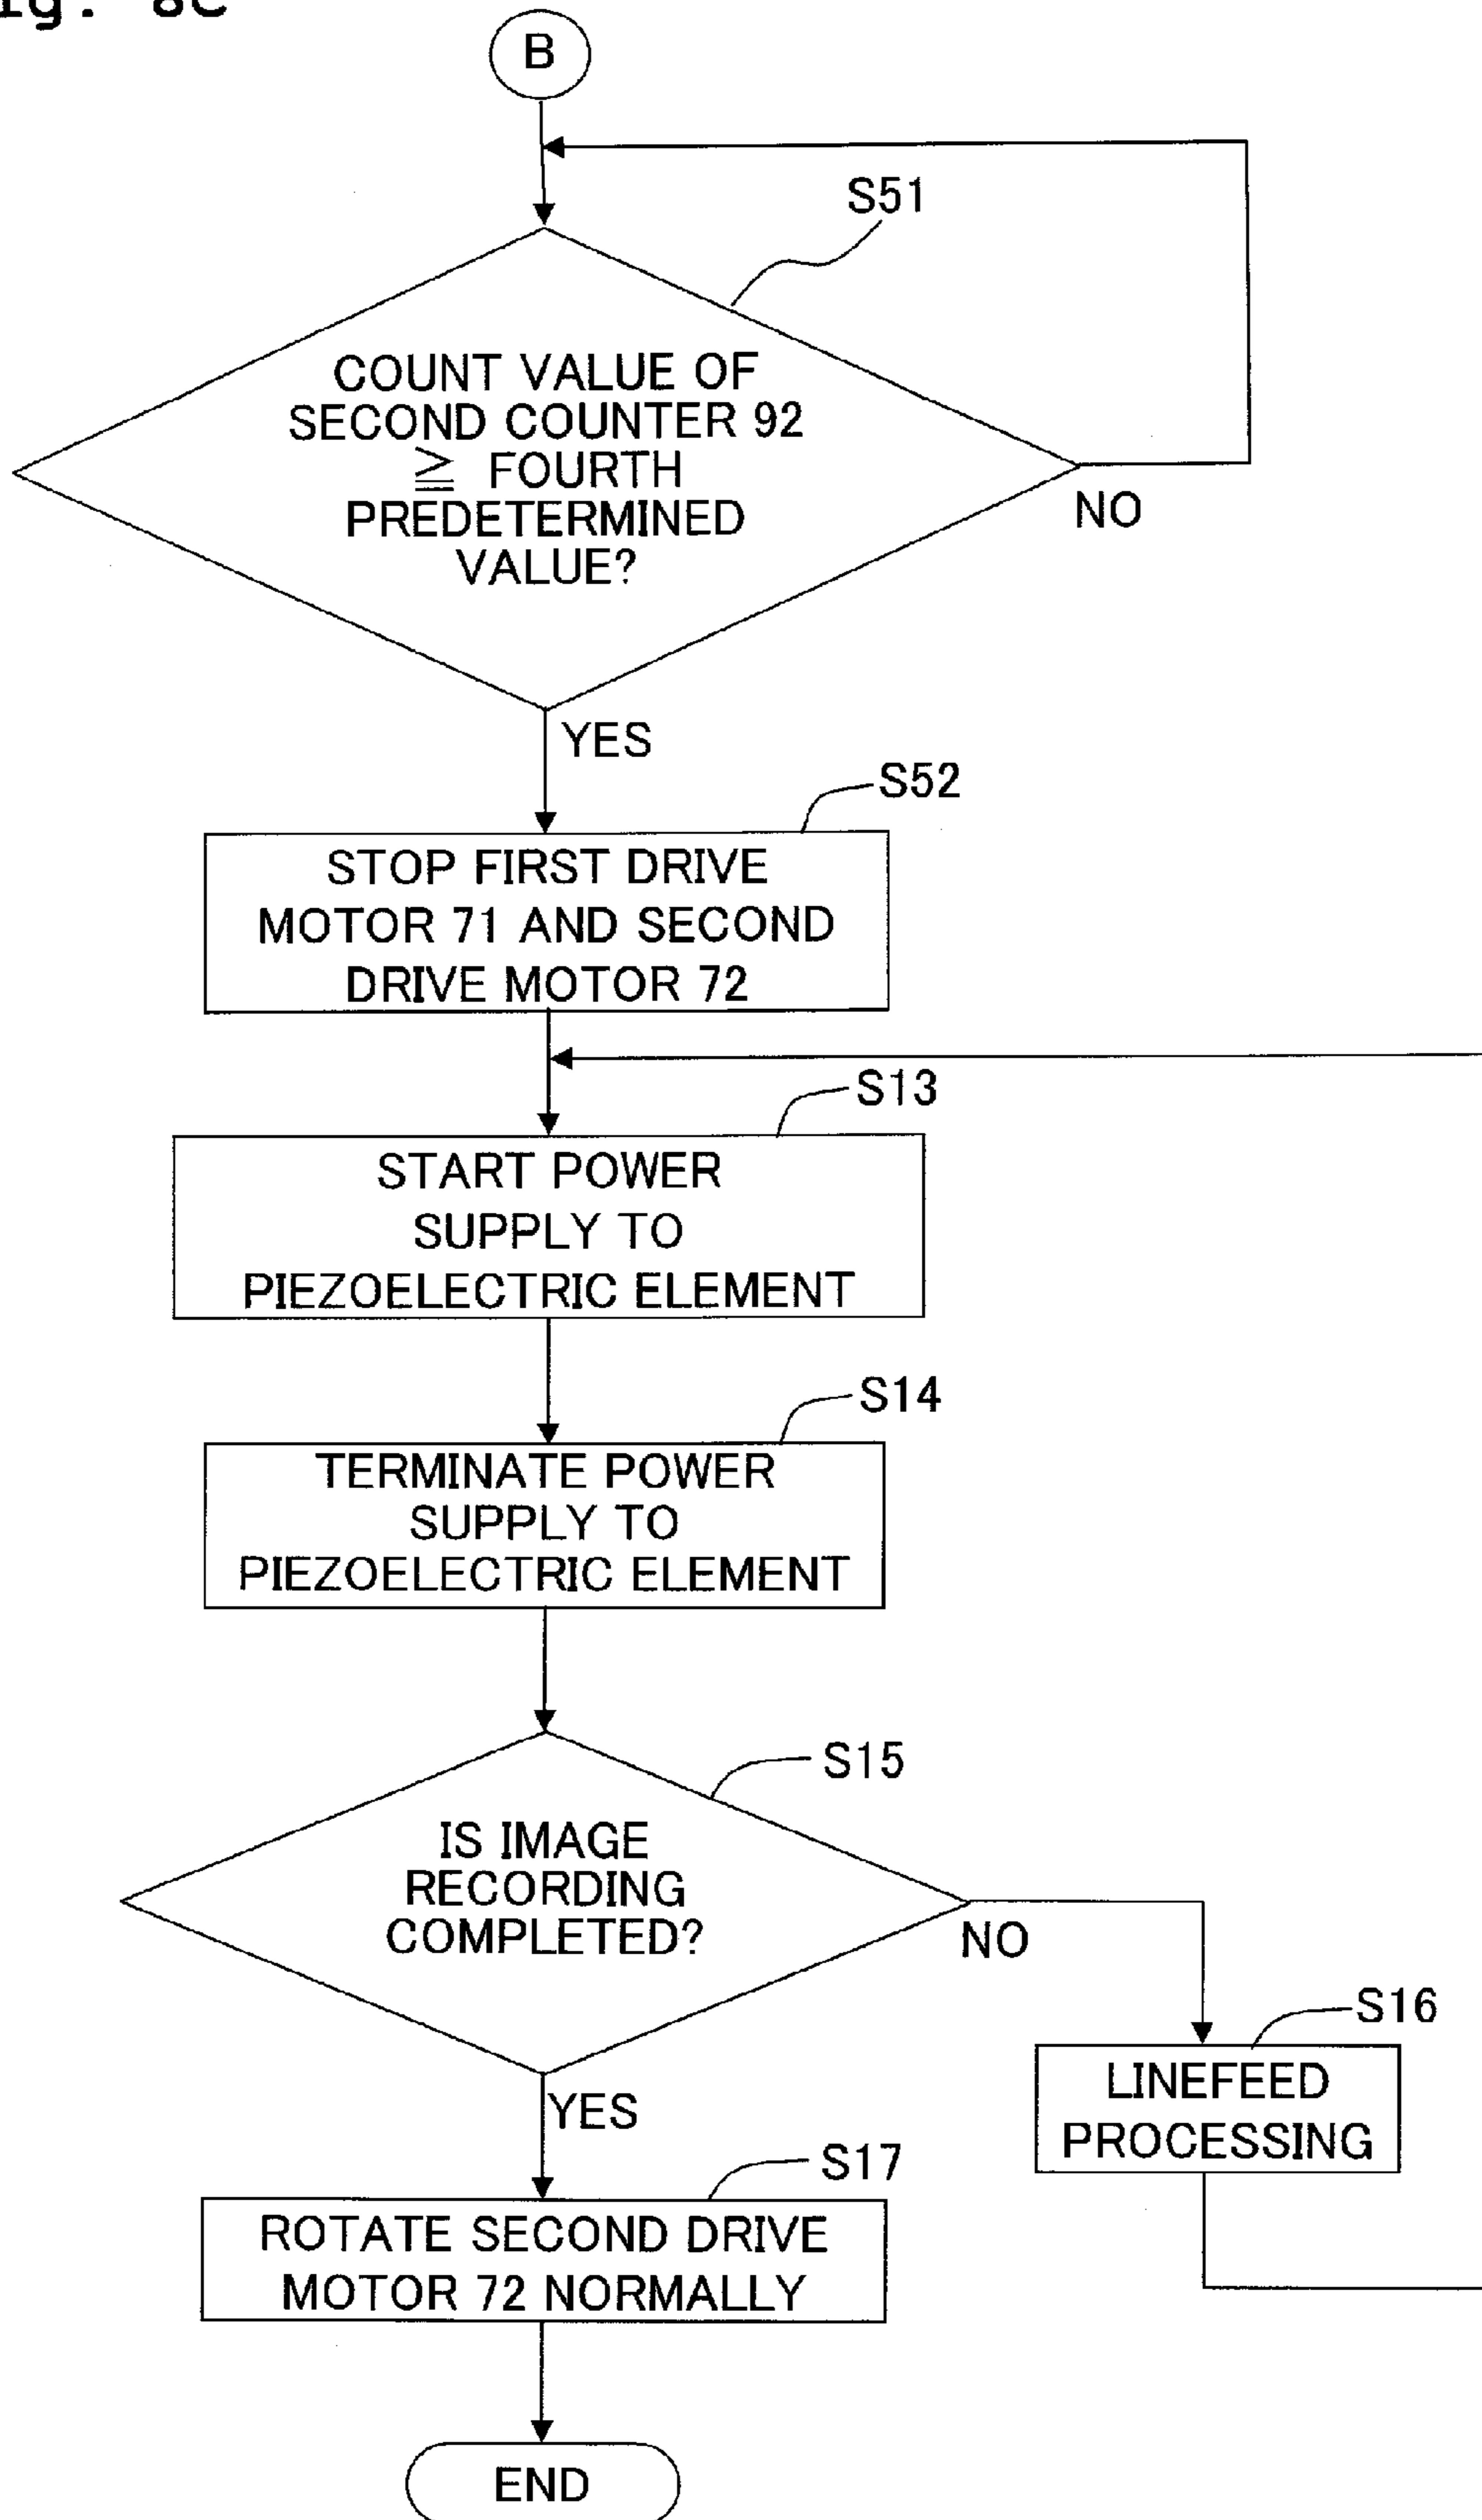 ig. 8C
B
S51
COUNT VALUE OF
SECOND COUNTER 92
≧ FOURTH
PREDETERMINED
VALUE?
NO
YES
S52
STOP FIRST DRIVE
MOTOR 71 AND SECOND
DRIVE MOTOR 72
S13
START POWER
SUPPLY TO
PIEZOELECTRIC ELEMENT
S14
TERMINATE POWER
SUPPLY TO
PIEZOELECTRIC ELEMENT
S15
IS IMAGE
RECORDING
COMPLETED?
NO
S16
LINEFEED
PROCESSING
YES
S17
ROTATE SECOND DRIVE
MOTOR 72 NORMALLY
END